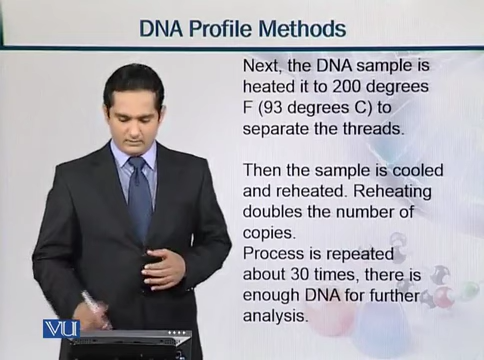 DNA Profile Methods
Next, the DNA sample is
heated it to 200 degrees
F (93 degrees C) to
separate the threads.
Then the sample is cooled
and reheated. Reheating
doubles the number of
copies.
Process is repeated
about 30 times, there is
enough DNA for further
analysis.
VU